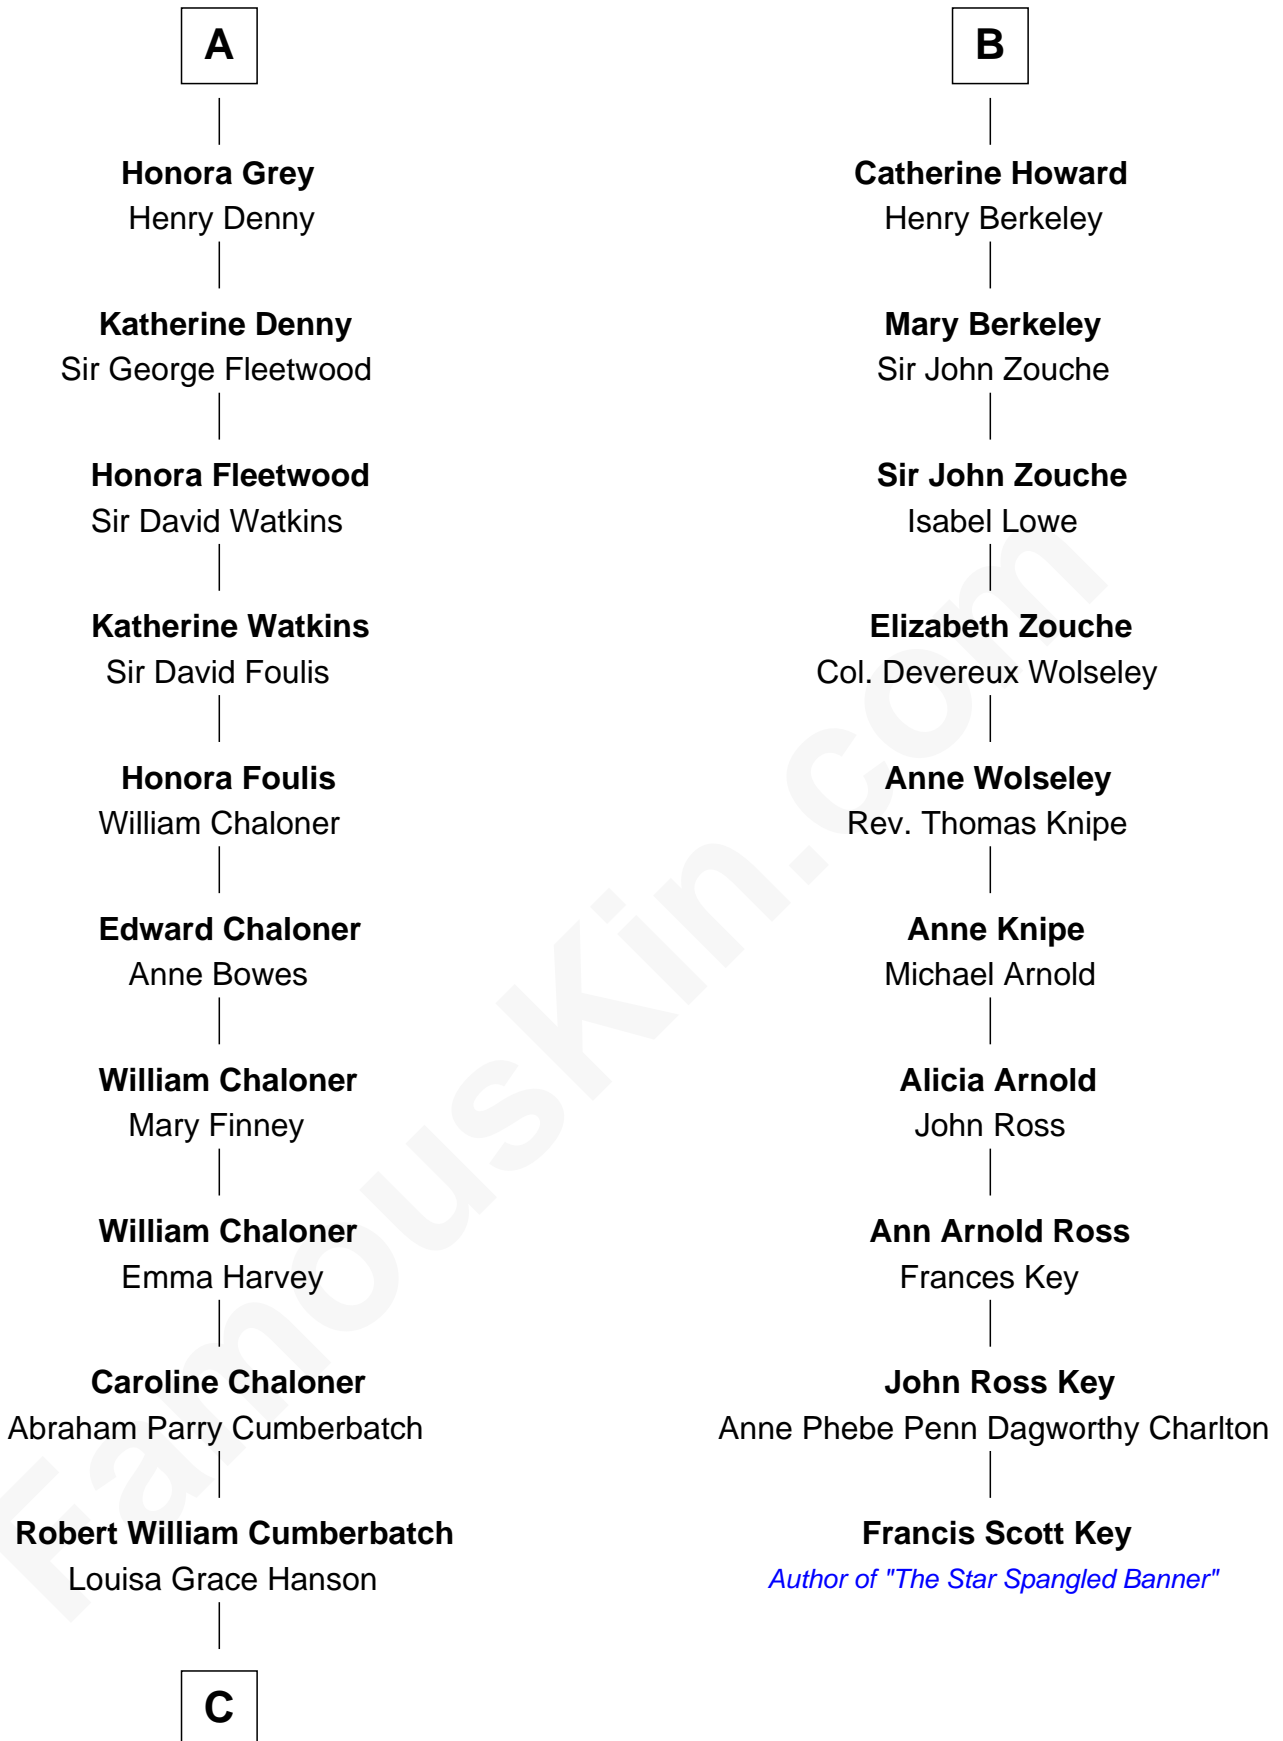 A
Honora Grey
Henry Denny
Katherine Denny
Sir George Fleetwood
Honora Fleetwood
Sir David Watkins
Katherine Watkins
Sir David Foulis
Honora Foulis
William Chaloner
Edward Chaloner
Anne Bowes
William Chaloner
Mary Finney
William Chaloner
Emma Harvey
Caroline Chaloner
Abraham Parry Cumberbatch
Robert William Cumberbatch
Louisa Grace Hanson
C
B
Catherine Howard
Henry Berkeley
Mary Berkeley
Sir John Zouche
Sir John Zouche
Isabel Lowe
Elizabeth Zouche
Col. Devereux Wolseley
Anne Wolseley
Rev. Thomas Knipe
Anne Knipe
Michael Arnold
Alicia Arnold
John Ross
Ann Arnold Ross
Frances Key
John Ross Key
Anne Phebe Penn Dagworthy Charlton
Francis Scott Key
Author of "The Star Spangled Banner"
FamousKin.com